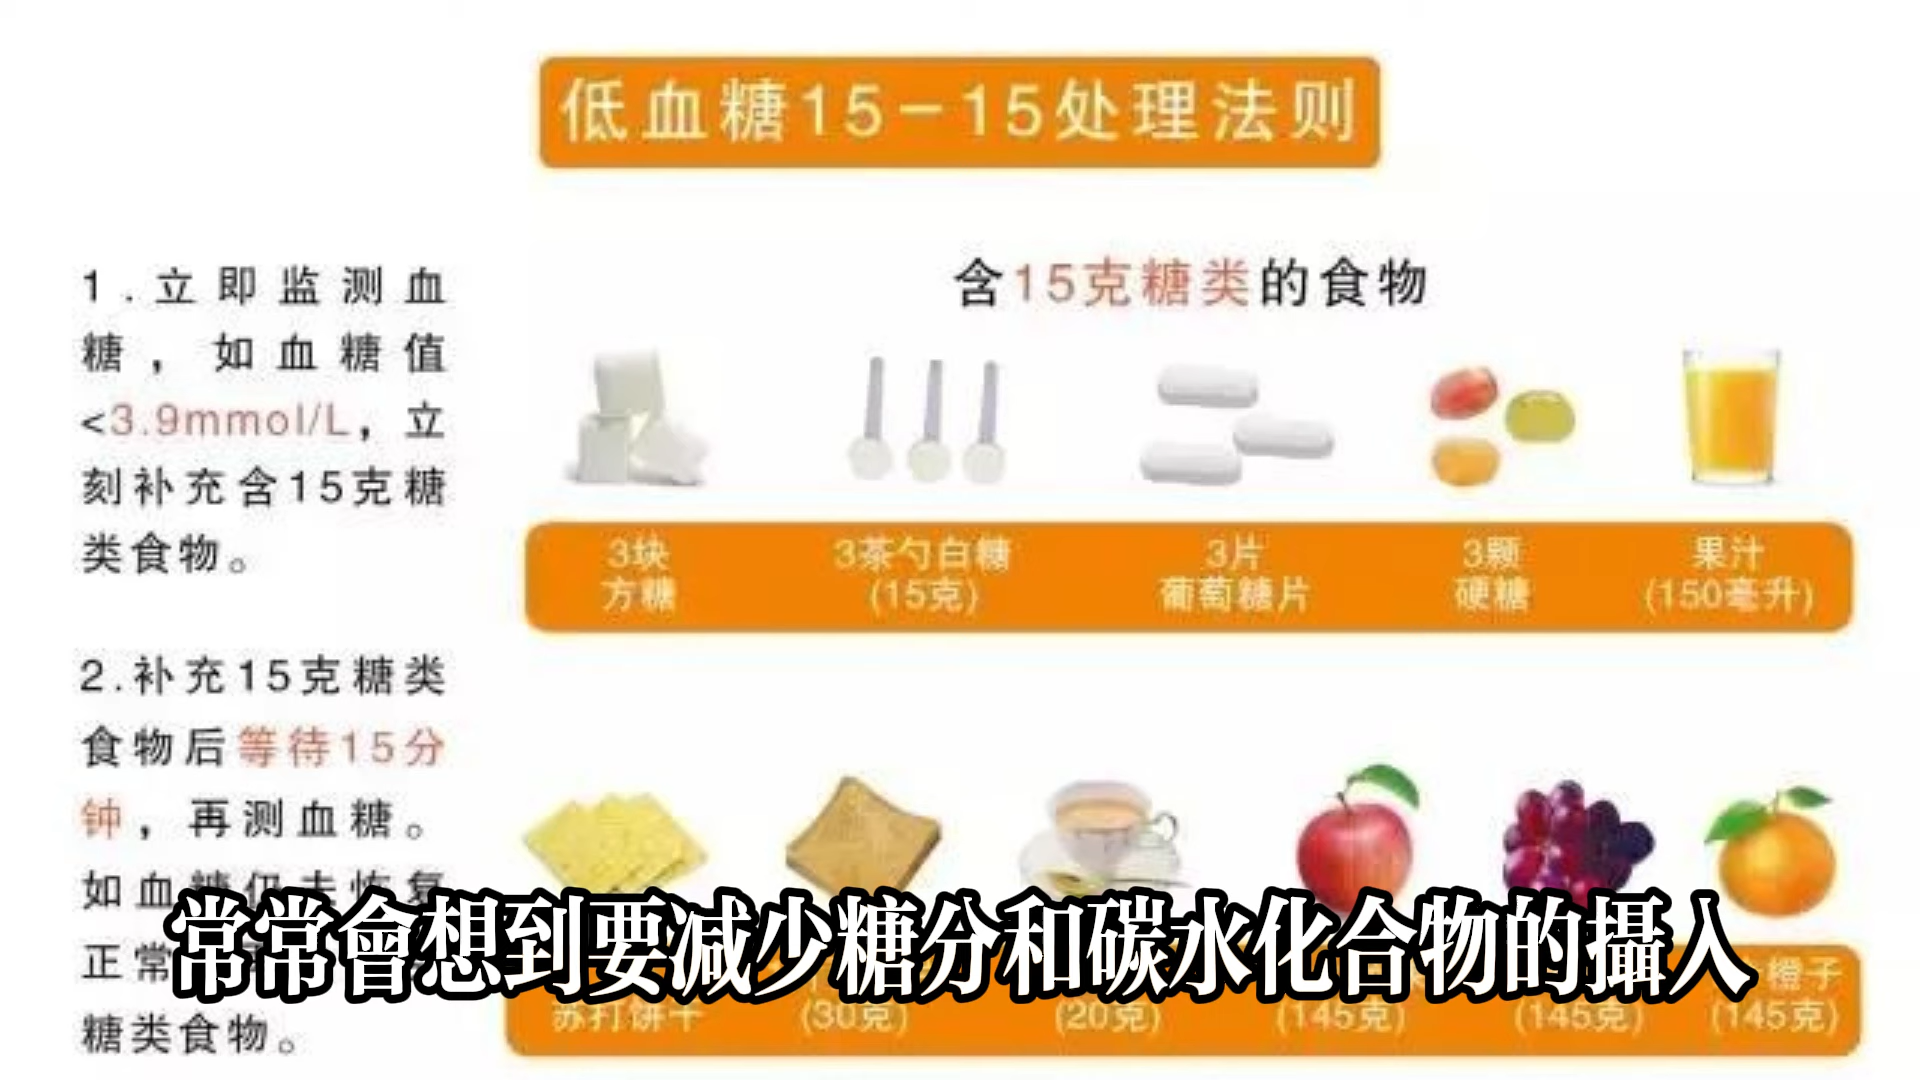 低血糖15-15处理法则
1.立即监测血
糖，如血糖值
<3.9mmol/L，立
刻补充含15克糖
类食物。
2.补充15克糖类
食物后等待15分
钟，再测血糖。
如血糖仍未恢复
正常
糖类食物。
含15克糖类的食物
3块
方糖
3茶勺白糖
(15克)
3片
葡萄糖片
3颗
硬糖
果汁
(150毫升)
苏打饼干
(30克)
(20克)
(145克)
(145克)
橙子
(145克)
常常會想到要減少糖分和碳水化合物的攝入